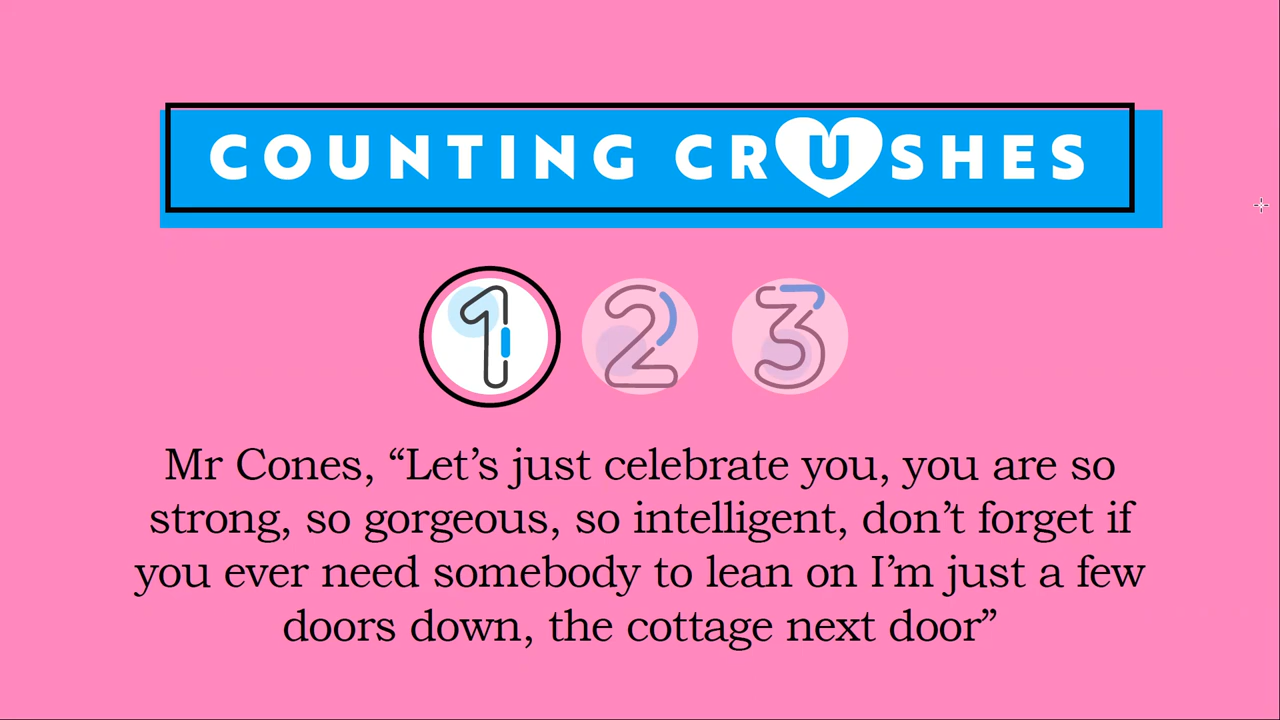 COUNTING CRUSHES
1 2 3
Mr Cones, “Let’s just celebrate you, you are so
strong, so gorgeous, so intelligent, don’t forget if
you ever need somebody to lean on I’m just a few
doors down, the cottage next door”